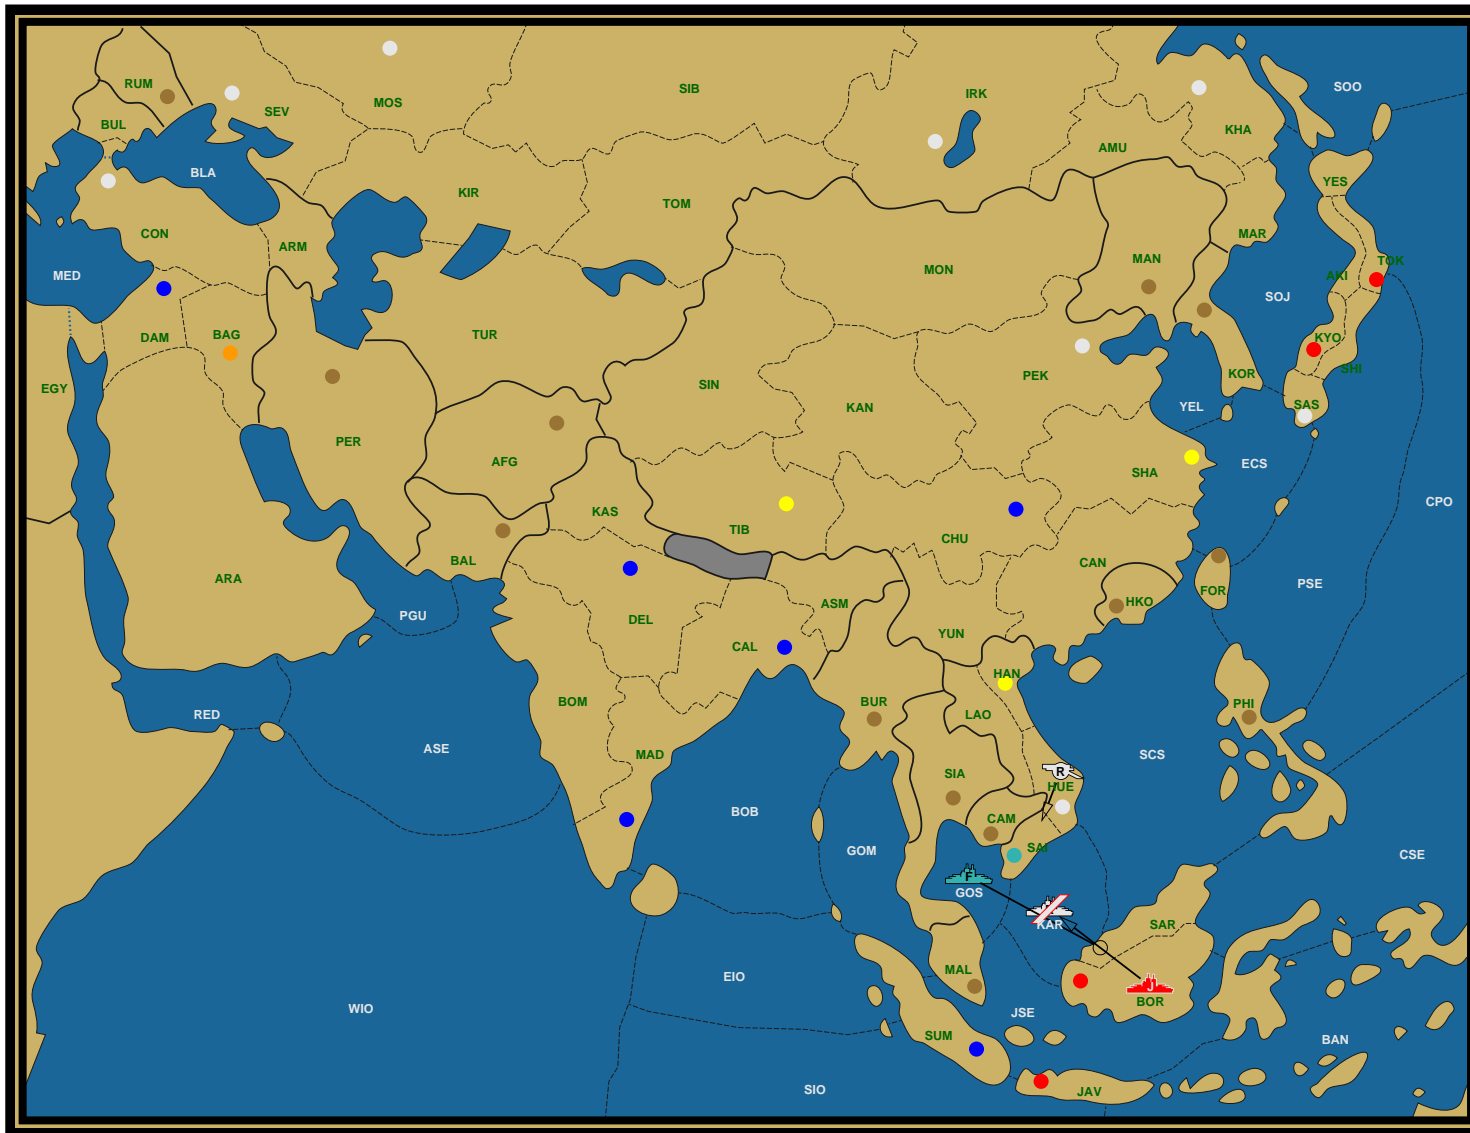 RUM
SEV
MOS
SIB
IRK
SOO
BUL
BLA
KIR
TOM
AMU
KHA
YES
CON
ARM
MED
MON
MAN
MAR
TOK
AKI
SOJ
DAM
BAG
TUR
EGY
SIN
KAN
PEK
KOR
KYO
SHI
YEL
SAS
PER
AFG
SHA
ECS
KAS
TIB
CHU
CPO
BAL
CAN
ARA
PGU
DEL
ASM
HKO
FOR
PSE
CAL
YUN
HAN
RED
BOM
BUR
LAO
PHI
ASE
MAD
SCS
SIA
R
HUE
BOB
CAM
GOM
SAI
CSE
F
GOS
KAR
SAR
EIO
MAL
J
BOR
WIO
JSE
SUM
BAN
SIO
JAV